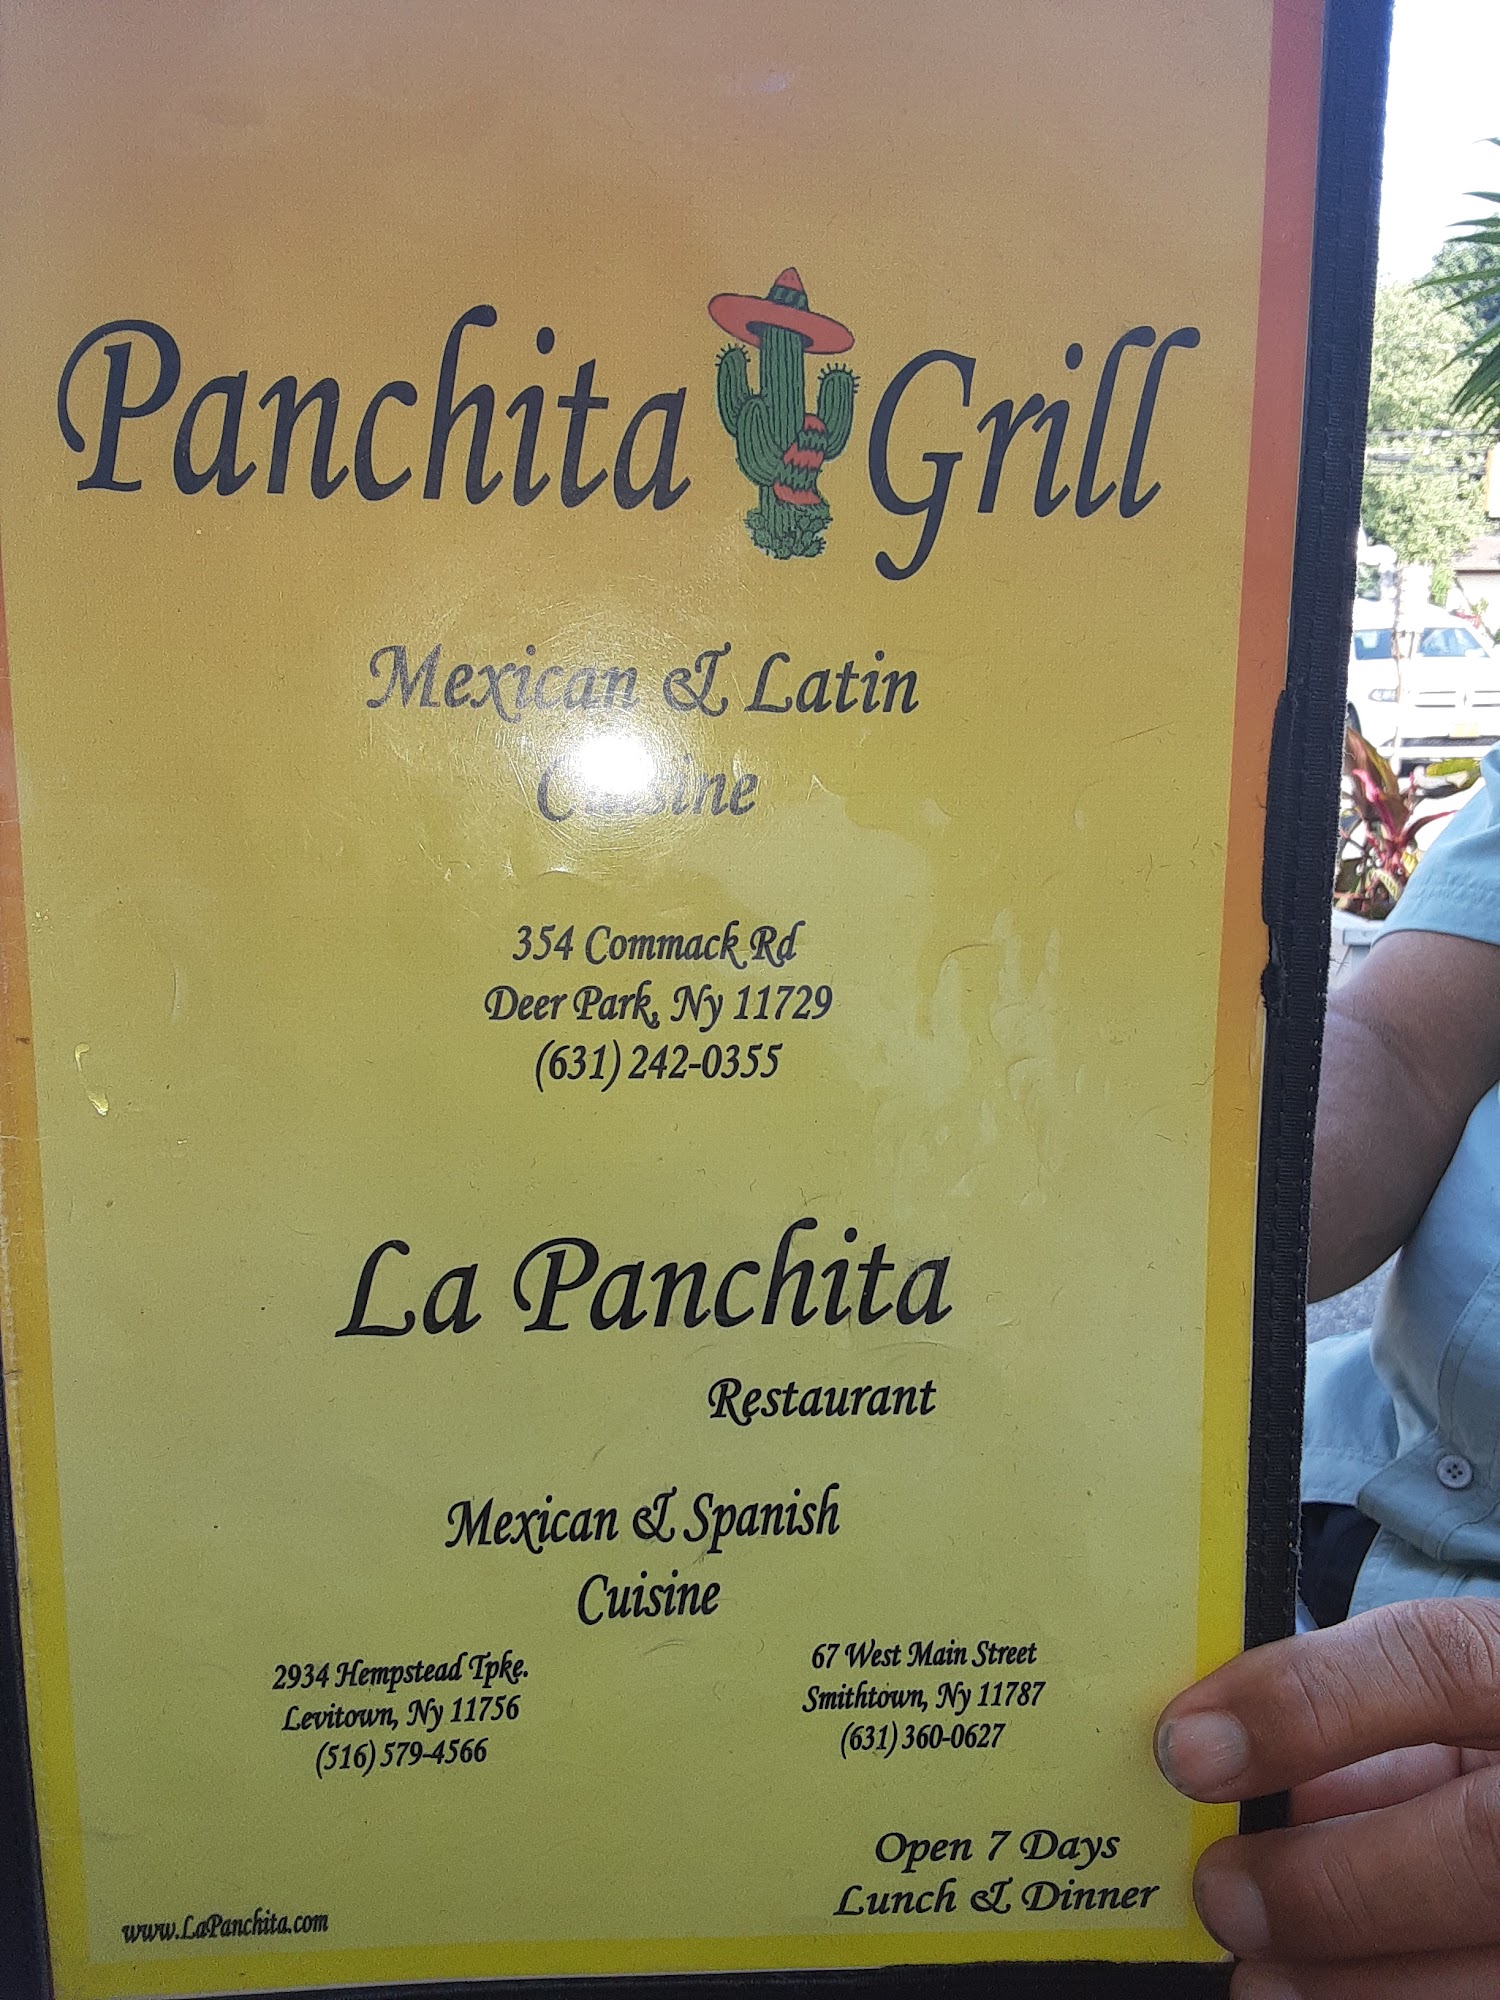 Panchita Grill
Mexican & Latin
Cuisine
354 Commack Rd
Deer Park, Ny 11729
(631) 242-0355
La Panchita
Restaurant
Mexican & Spanish
Cuisine
2934 Hempstead Tpke.
Levitown, Ny 11756
(516) 579-4566
67 West Main Street
Smithtown, Ny 11787
(631) 360-0627
Open 7 Days
Lunch & Dinner
www.LaPanchita.com